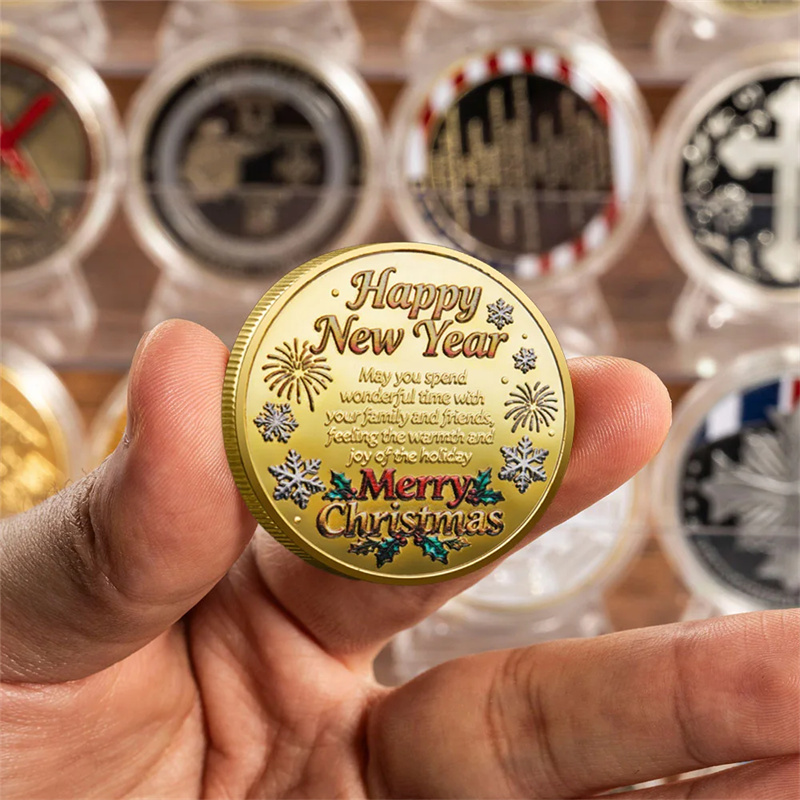 Happy
New Year
May you spend
wonderful time with
your family and friends,
feeling the warmth and
joy of the holiday
Merry
Christmas